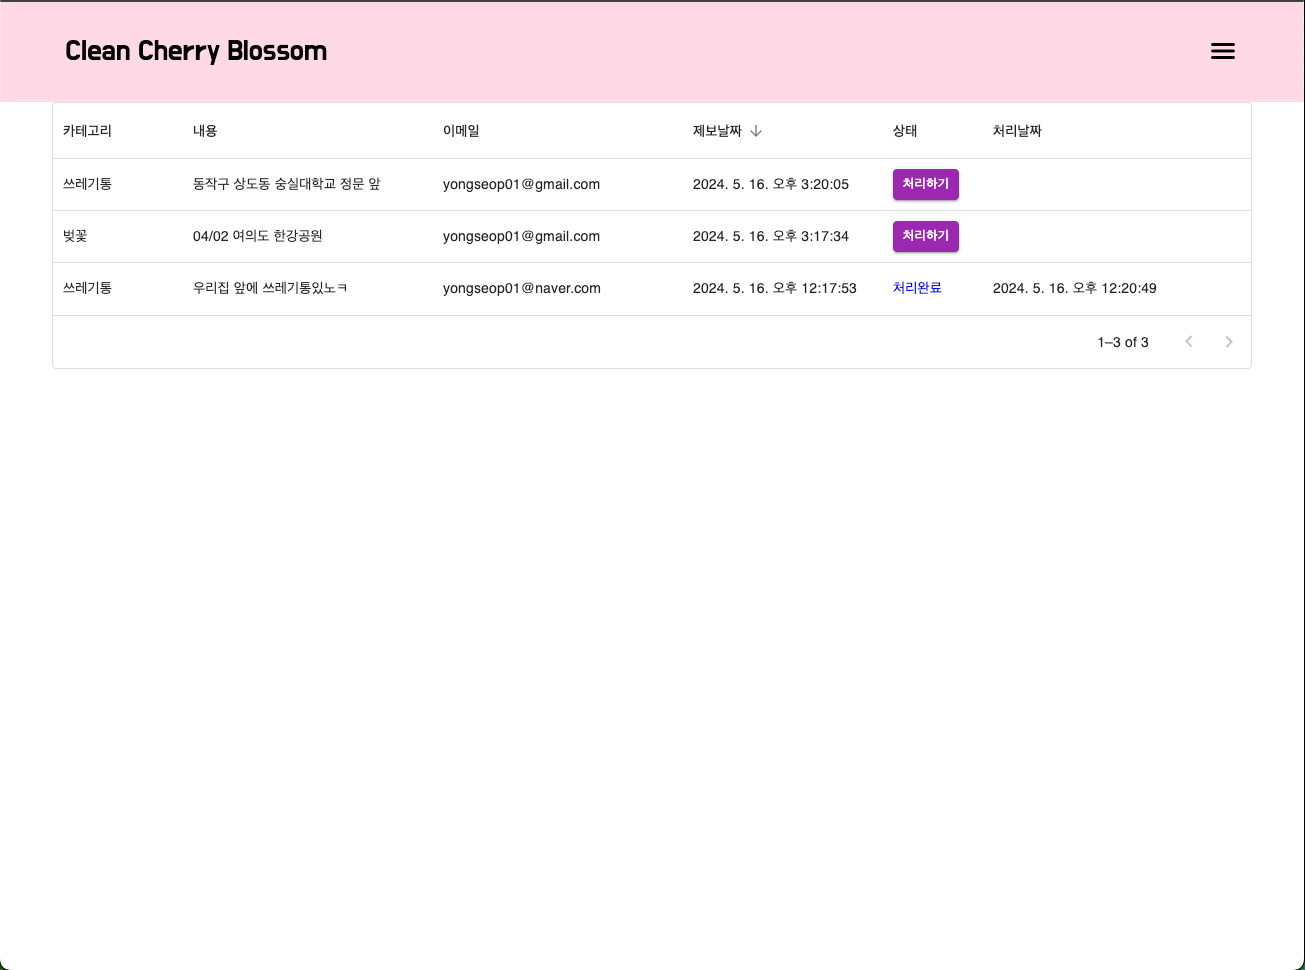 Clean Cherry Blossom
카테고리 내용 이메일 제보날짜 상태 처리날짜
쓰레기통 동작구 상도동 숭실대학교 정문 앞 yongseop01@gmail.com 2024. 5. 16. 오후 3:20:05 처리하기
벚꽃 04/02 여의도 한강공원 yongseop01@gmail.com 2024. 5. 16. 오후 3:17:34 처리하기
쓰레기통 우리집 앞에 쓰레기통있노ㅋ yongseop01@naver.com 2024. 5. 16. 오후 12:17:53 처리완료 2024. 5. 16. 오후 12:20:49
1–3 of 3